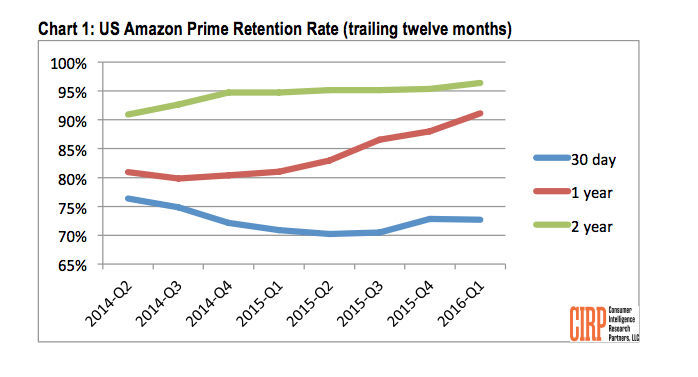 Chart 1: US Amazon Prime Retention Rate (trailing twelve months)
100%
95%
90%
85%
80%
75%
70%
65%
2014-Q2
2014-Q3
2014-Q4
2015-Q1
2015-Q2
2015-Q3
2015-Q4
2016-Q1
30 day
1 year
2 year
CIRP
Consumer
Intelligence
Research
Partners, LLC